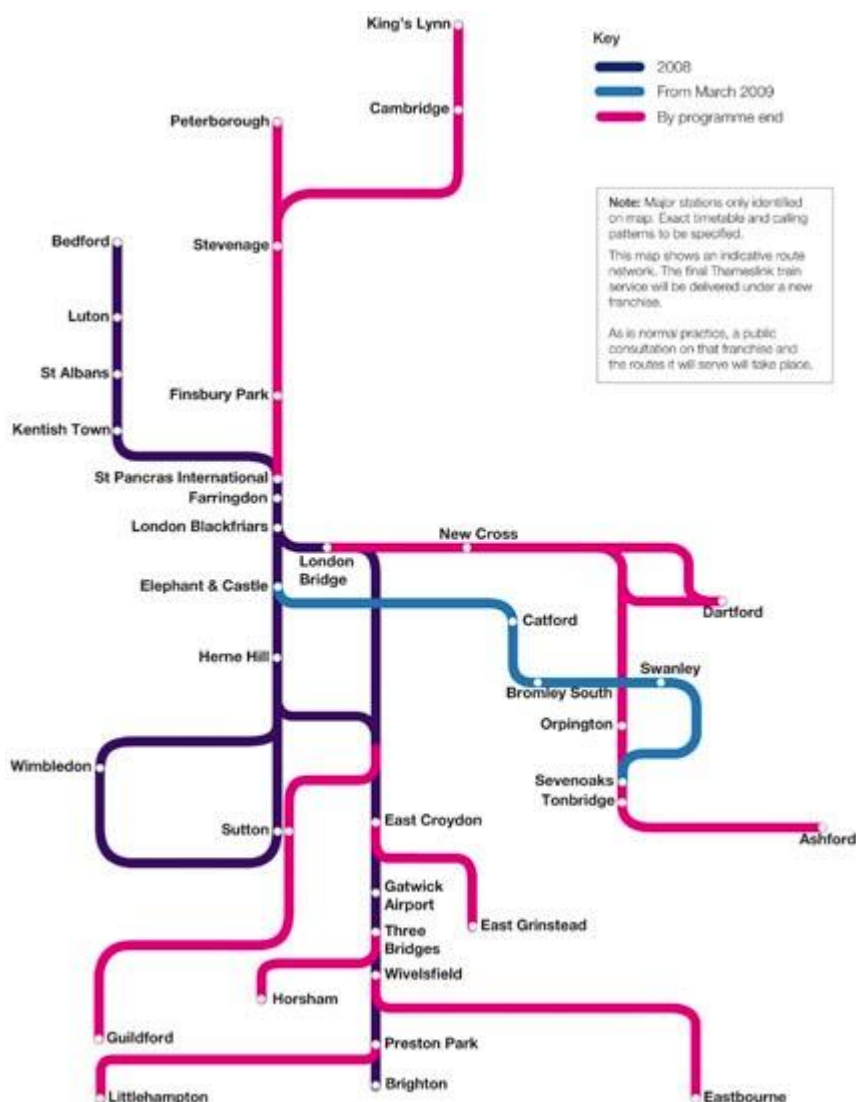 King's Lynn
Key
2008
From March 2009
By programme end
Cambridge
Peterborough
Note: Major stations only identified
on map. Exact timetable and calling
patterns to be specified.
This map shows an indicative route
network. The final Thameslink train
service will be delivered under a new
franchise.
As is normal practice, a public
consultation on that franchise and
the routes it will serve will take place.
Bedford
Stevenage
Luton
St Albans
Finsbury Park
Kentish Town
St Pancras International
Farringdon
London Blackfriars
New Cross
London
Bridge
Elephant & Castle
Dartford
Catford
Herne Hill
Swanley
Bromley South
Orpington
Wimbledon
Sevenoaks
Tonbridge
Sutton
East Croydon
Ashford
Gatwick
Airport
East Grinstead
Three
Bridges
Wivelsfield
Horsham
Guildford
Preston Park
Brighton
Littlehampton
Eastbourne